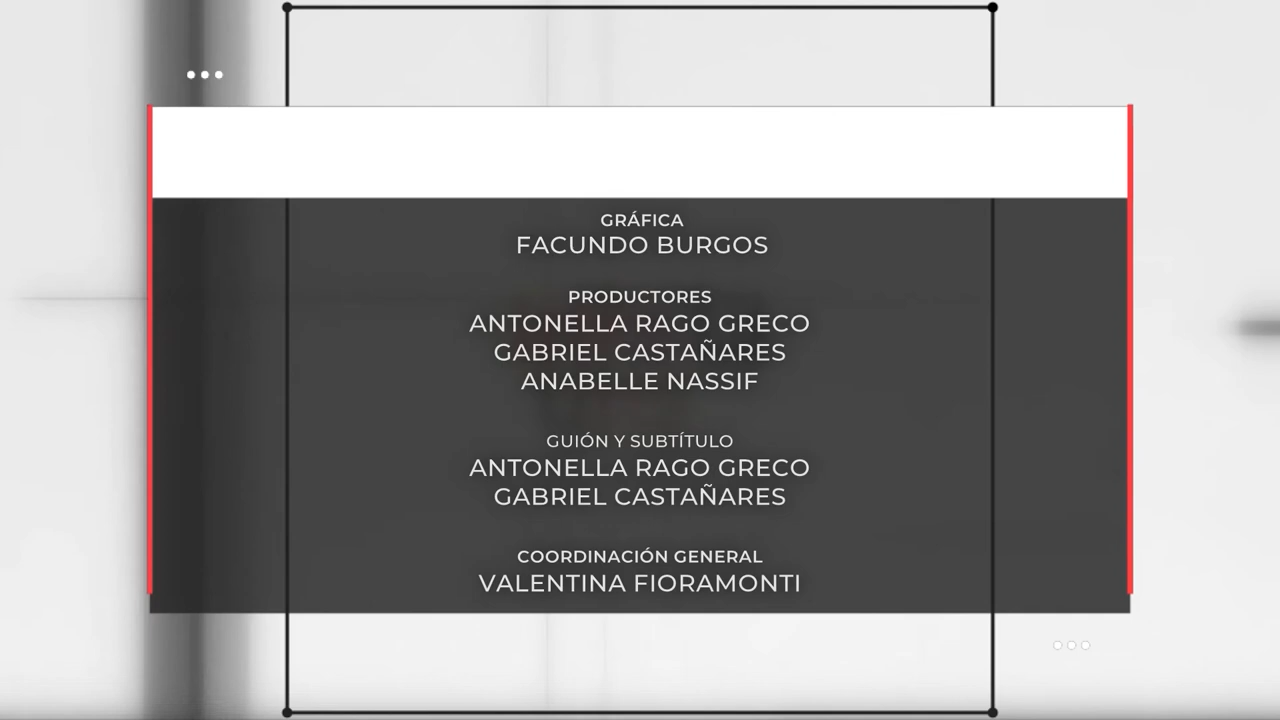 GRÁFICA
FACUNDO BURGOS
PRODUCTORES
ANTONELLA RAGO GRECO
GABRIEL CASTAÑARES
ANABELLE NASSIF
GUIÓN Y SUBTÍTULO
ANTONELLA RAGO GRECO
GABRIEL CASTAÑARES
COORDINACIÓN GENERAL
VALENTINA FIORAMONTI